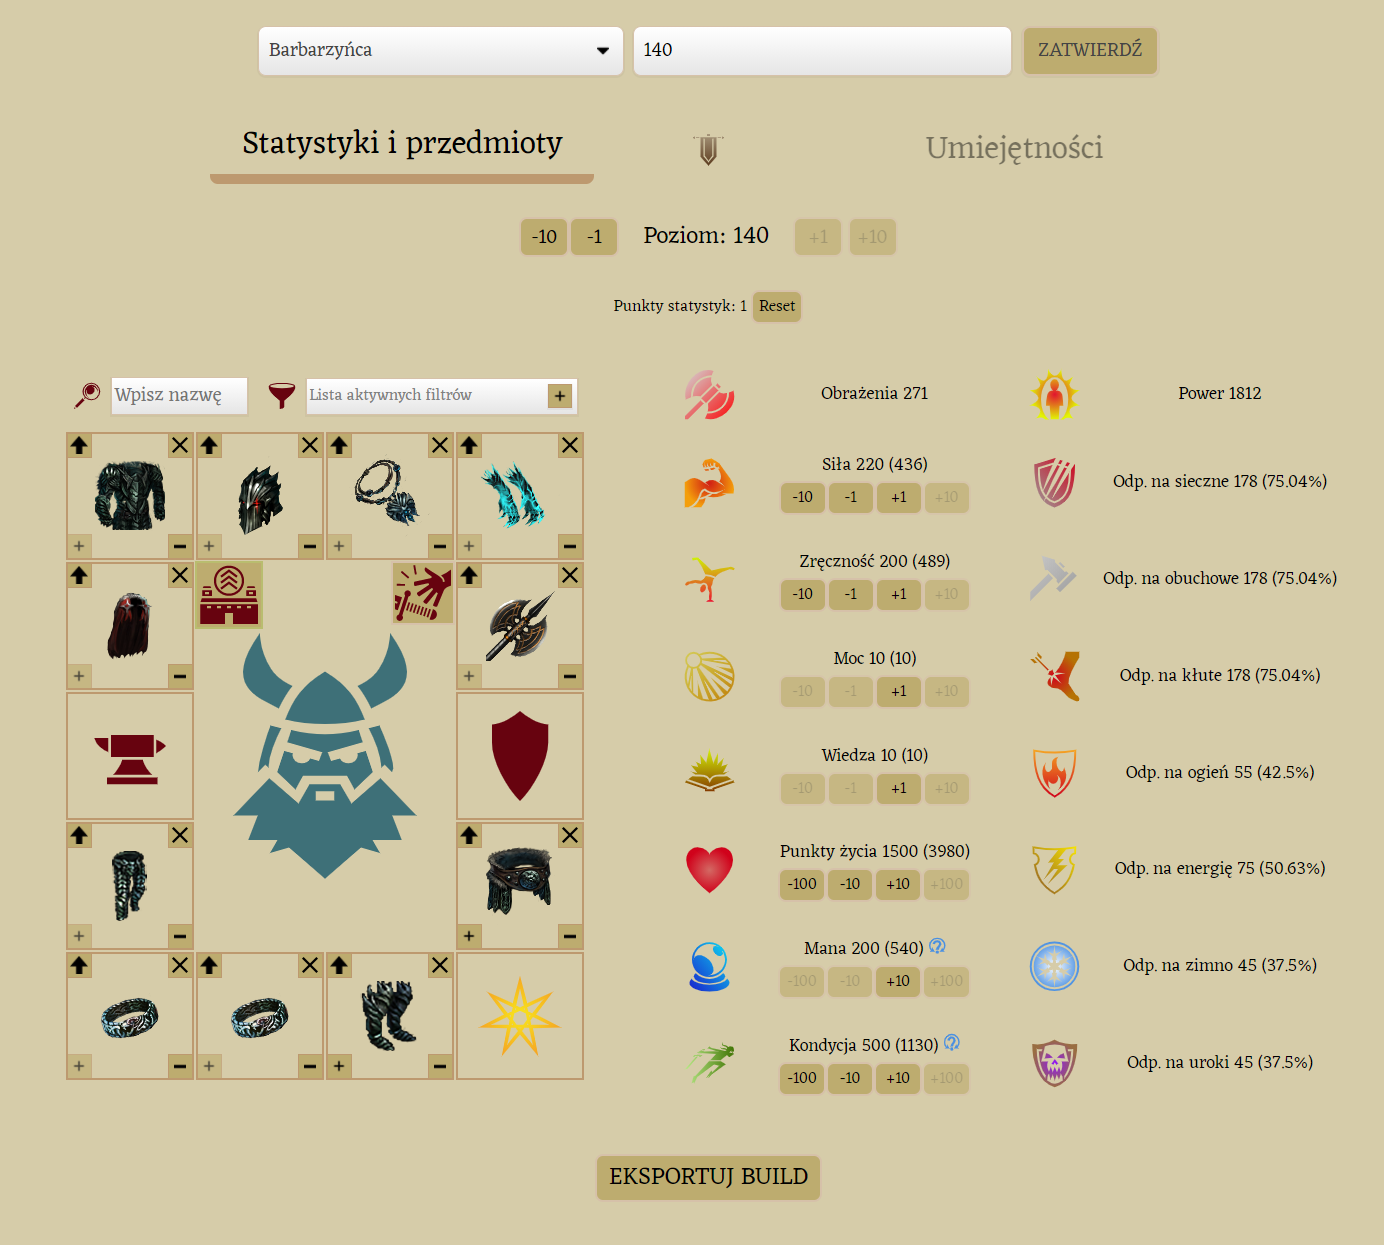 Barbarzyńca
140
ZATWIERDŹ
Statystyki i przedmioty
Umiejętności
-10 -1 Poziom: 140 +1 +10
Punkty statystyk: 1 Reset
Wpisz nazwę
Lista aktywnych filtrów +
Obrażenia 271
Power 1812
Siła 220 (436)
-10 -1 +1 +10
Odp. na sieczne 178 (75.04%)
Zręczność 200 (489)
-10 -1 +1 +10
Odp. na obuchowe 178 (75.04%)
Moc 10 (10)
-10 -1 +1 +10
Odp. na kłute 178 (75.04%)
Wiedza 10 (10)
-10 -1 +1 +10
Odp. na ogień 55 (42.5%)
Punkty życia 1500 (3980)
-100 -10 +10 +100
Odp. na energię 75 (50.63%)
Mana 200 (540)
-100 -10 +10 +100
Odp. na zimno 45 (37.5%)
Kondycja 500 (1130)
-100 -10 +10 +100
Odp. na uroki 45 (37.5%)
EKSPORTUJ BUILD